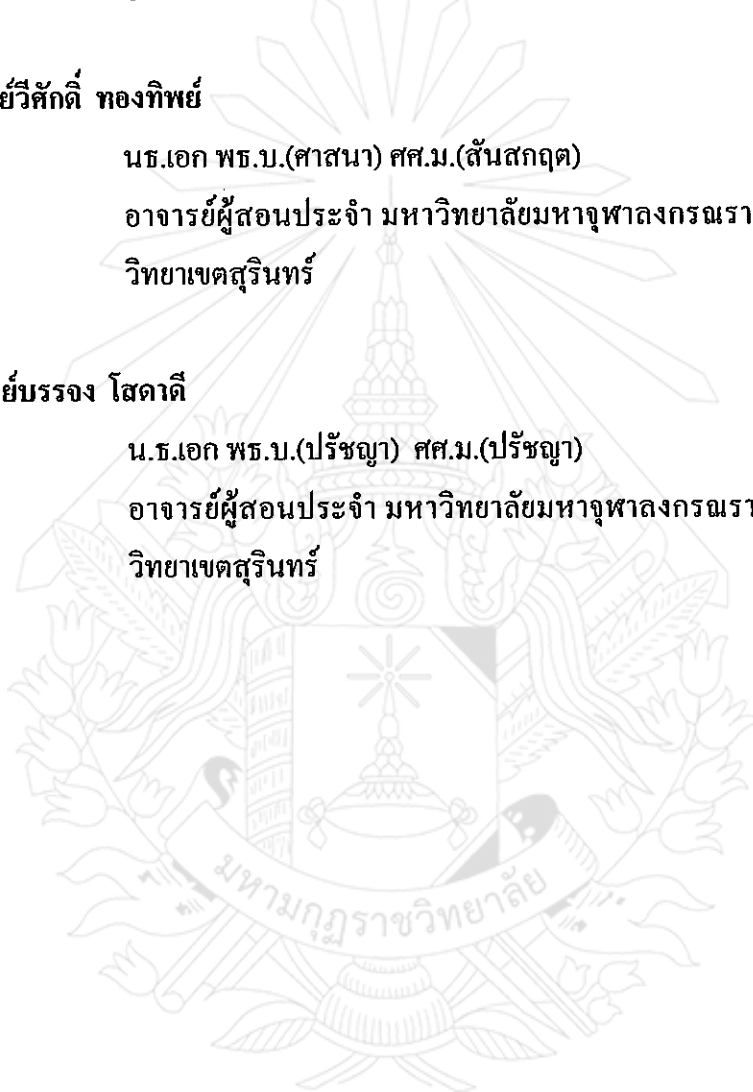 ย์วีศักดิ์ ทองทิพย์
นธ.เอก พธ.บ.(ศาสนา) ศศ.ม.(สันสกฤต)
อาจารย์ผู้สอนประจำ มหาวิทยาลัยมหาจุฬาลงกรณรา
วิทยาเขตสุรินทร์
ย์บรรจง โสดาดี
น.ธ.เอก พธ.บ.(ปรัชญา) ศศ.ม.(ปรัชญา)
อาจารย์ผู้สอนประจำ มหาวิทยาลัยมหาจุฬาลงกรณรา
วิทยาเขตสุรินทร์
มหามกุฏราชวิทยาลัย